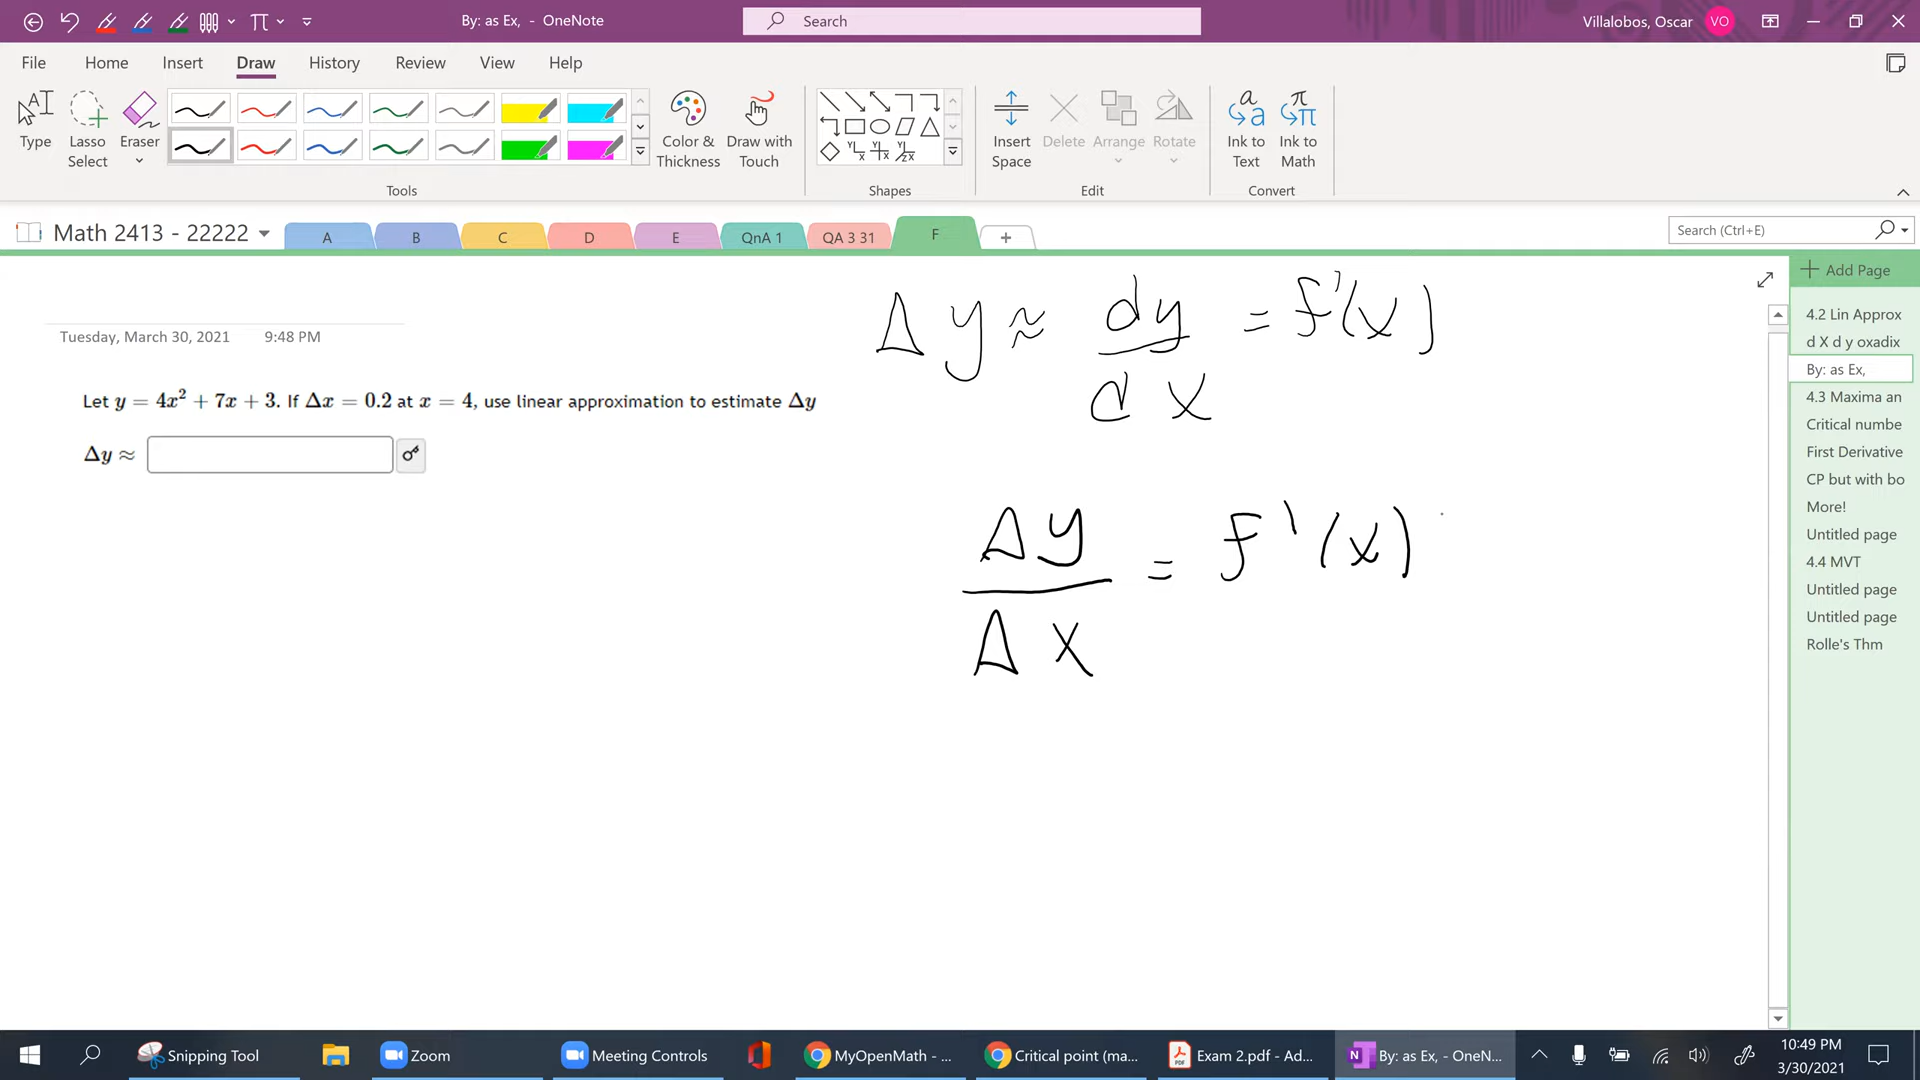 By: as Ex, - OneNote
Search
Villalobos, Oscar
VO
File Home Insert Draw History Review View Help
Type
Lasso Select
Eraser
Color & Thickness
Draw with Touch
Tools
Shapes
Insert Space
Delete
Arrange
Rotate
Edit
a
a
Ink to Text
π
π
Ink to Math
Convert
Math 2413 - 22222
A
B
C
D
E
QnA 1
QA 3 31
F
+
Search (Ctrl+E)
Add Page
4.2 Lin Approx
d X d y oxadix
By: as Ex,
4.3 Maxima an
Critical numbe
First Derivative
CP but with bo
More!
Untitled page
4.4 MVT
Untitled page
Untitled page
Rolle's Thm
Tuesday, March 30, 2021 9:48 PM
Let y = 4x² + 7x + 3. If Δx = 0.2 at x = 4, use linear approximation to estimate Δy
Δy ≈
Δy ≈ dy/dx = f'(x)
Δy/Δx = f'(x)
Snipping Tool
Zoom
Meeting Controls
MyOpenMath - ...
Critical point (ma...
Exam 2.pdf - Ad...
By: as Ex, - OneN...
10:49 PM
3/30/2021